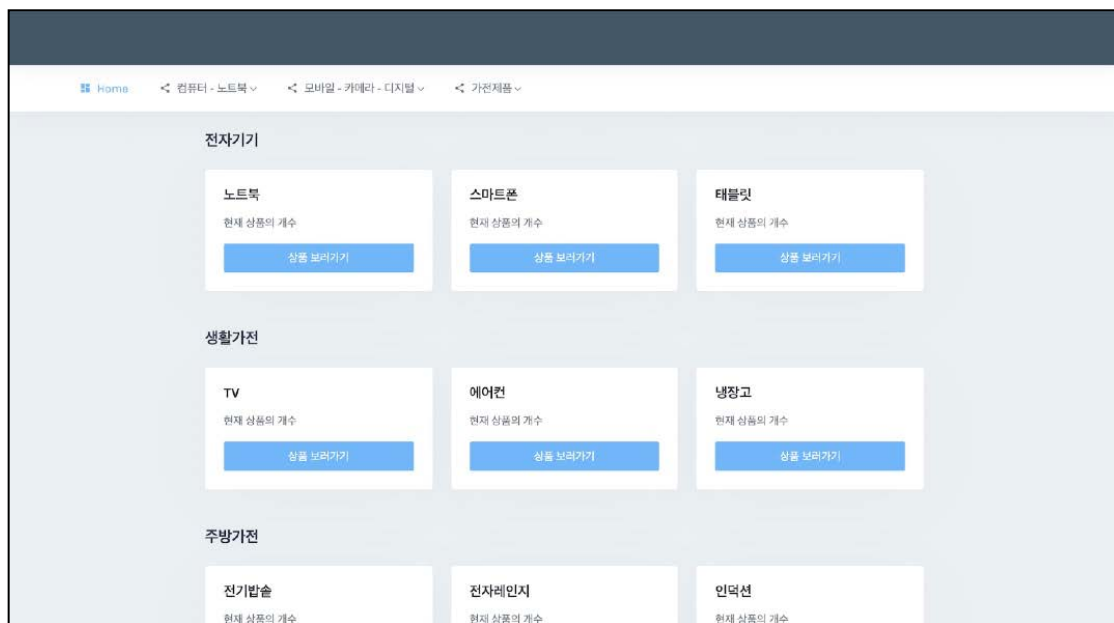 Home 컴퓨터 - 노트북 모바일 - 카메라 - 디지털 가전제품
전자기기
노트북 스마트폰 태블릿
현재 상품의 개수 현재 상품의 개수 현재 상품의 개수
상품 보러가기 상품 보러가기 상품 보러가기
생활가전
TV 에어컨 냉장고
현재 상품의 개수 현재 상품의 개수 현재 상품의 개수
상품 보러가기 상품 보러가기 상품 보러가기
주방가전
전기밥솥 전자레인지 인덕션
현재 상품의 개수 현재 상품의 개수 현재 상품의 개수